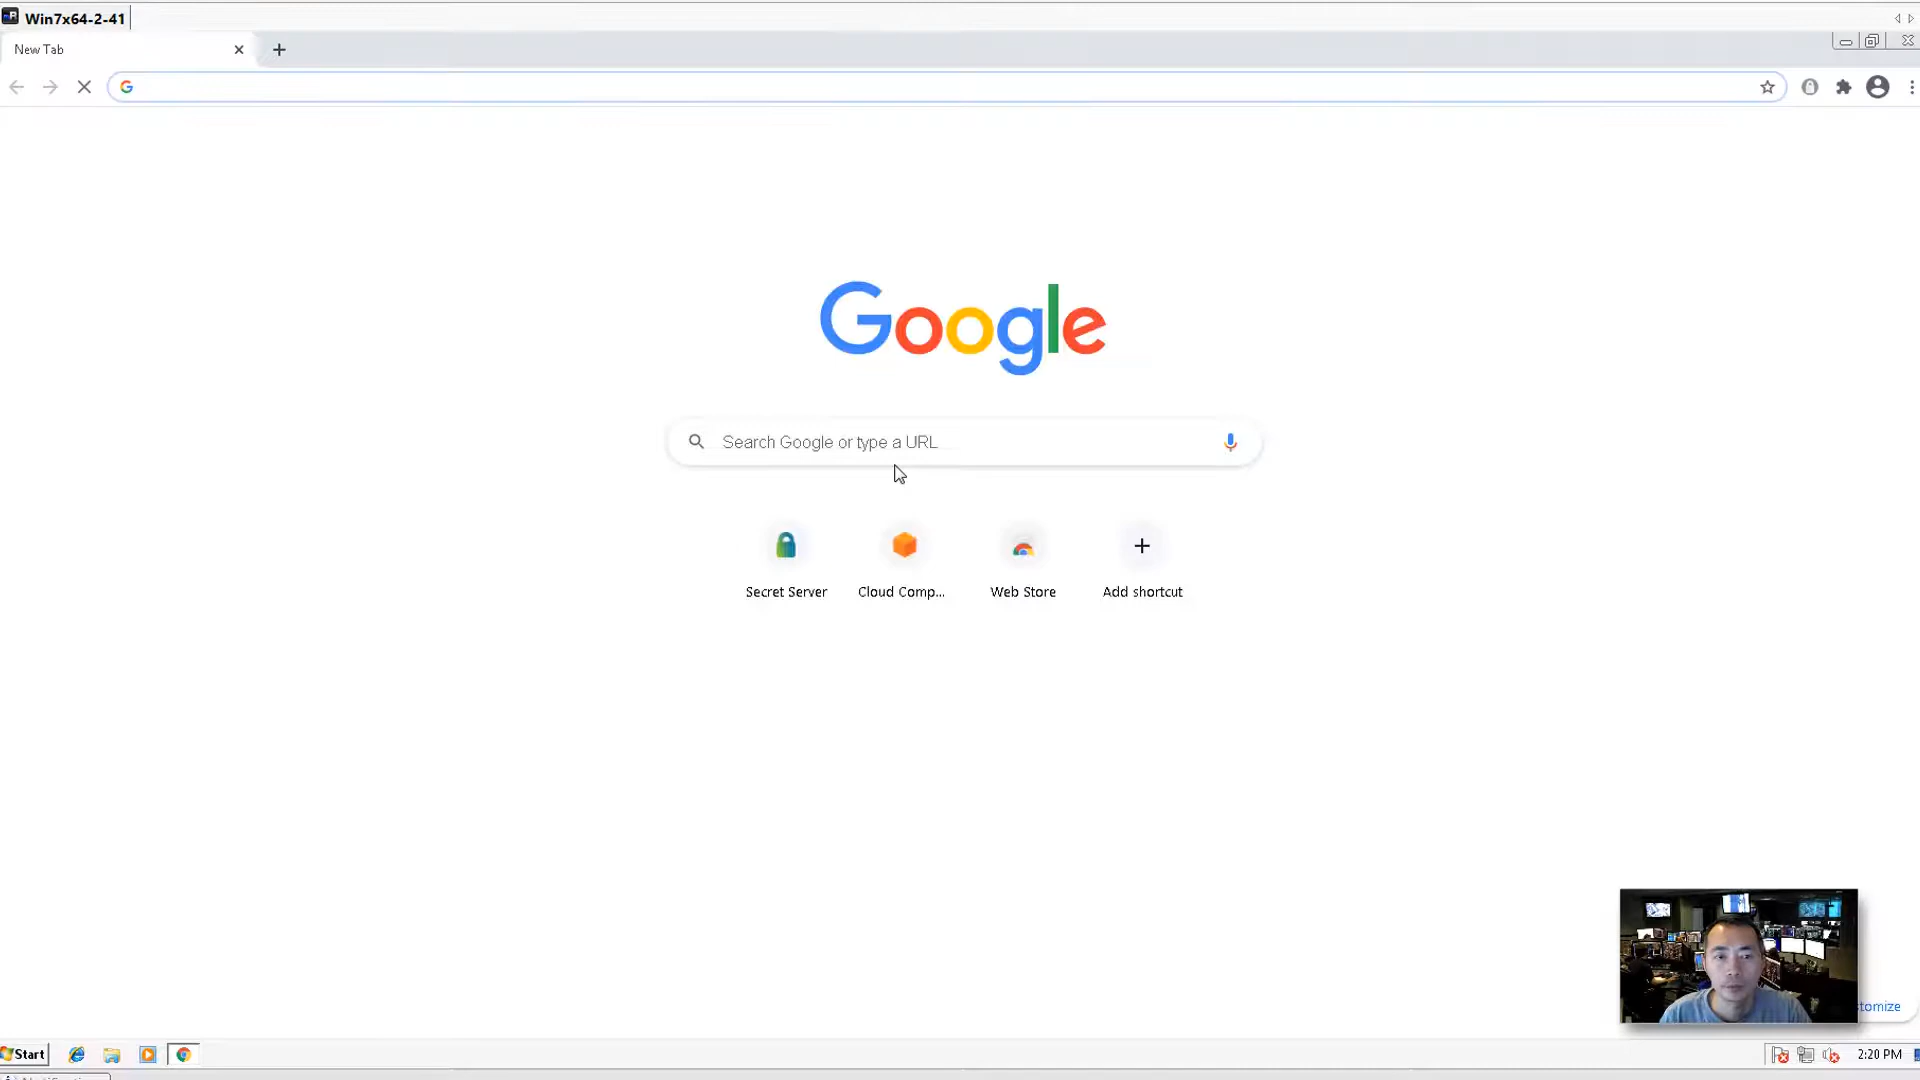 Win7x64-2-41
New Tab
Google
Search Google or type a URL
Secret Server
Cloud Comp...
Web Store
Add shortcut
tomize
Start
2:20 PM